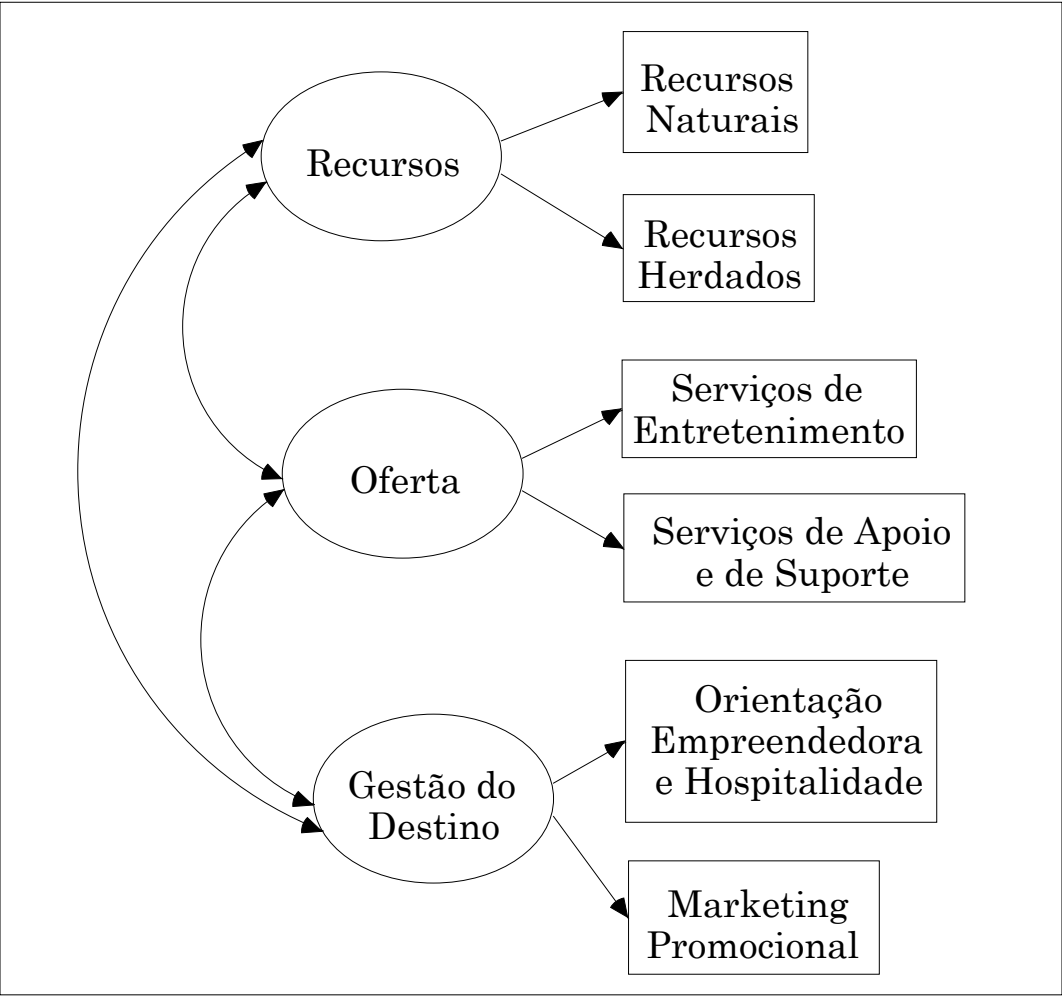 Recursos
Recursos
Naturais
Recursos
Herdados
Oferta
Serviços de
Entretenimento
Serviços de Apoio
e de Suporte
Gestão do
Destino
Orientação
Empreendedora
e Hospitalidade
Marketing
Promocional